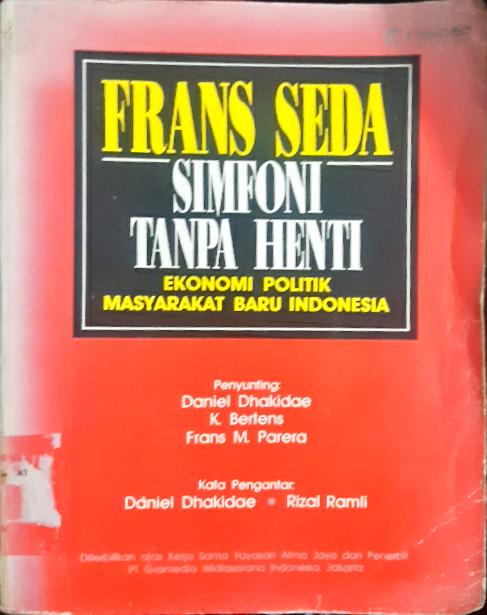 FRANS SEDA
SIMFONI
TANPA HENTI
EKONOMI POLITIK
MASYARAKAT BARU INDONESIA
Penyunting:
Daniel Dhakidae
K. Bertens
Frans M. Parera
Kata Pengantar:
Daniel Dhakidae • Rizal Ramli
Diterbitkan atas Kerja Sama Yayasan Atma Jaya dan Penerbit
PT Gramedia Widiasarana Indonesia, Jakarta